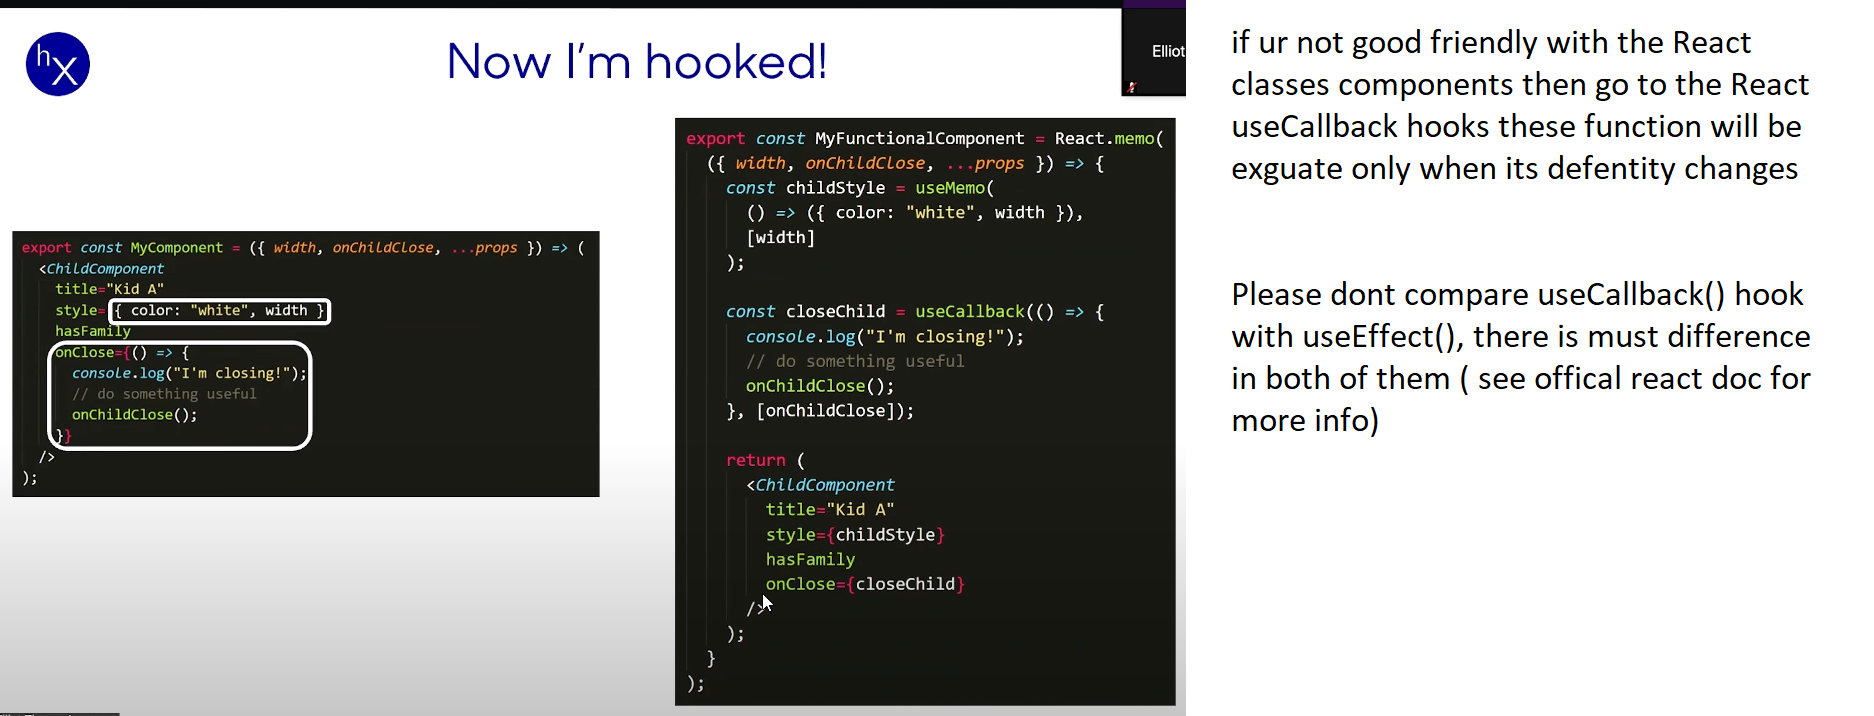 hx
Now I'm hooked!
Elliot
export const MyComponent = ({ width, onChildClose, ...props }) => (
<ChildComponent
title="Kid A"
style={ color: "white", width }
hasFamily
onClose={() => {
console.log("I'm closing!");
// do something useful
onChildClose();
}}
/>
);
export const MyFunctionalComponent = React.memo(
({ width, onChildClose, ...props }) => {
const childStyle = useMemo(
() => ({ color: "white", width }),
[width]
);
const closeChild = useCallback(() => {
console.log("I'm closing!");
// do something useful
onChildClose();
}, [onChildClose]);
return (
<ChildComponent
title="Kid A"
style={childStyle}
hasFamily
onClose={closeChild}
/>
);
}
);
if ur not good friendly with the React
classes components then go to the React
useCallback hooks these function will be
exguate only when its defentity changes
Please dont compare useCallback() hook
with useEffect(), there is must difference
in both of them ( see offical react doc for
more info)